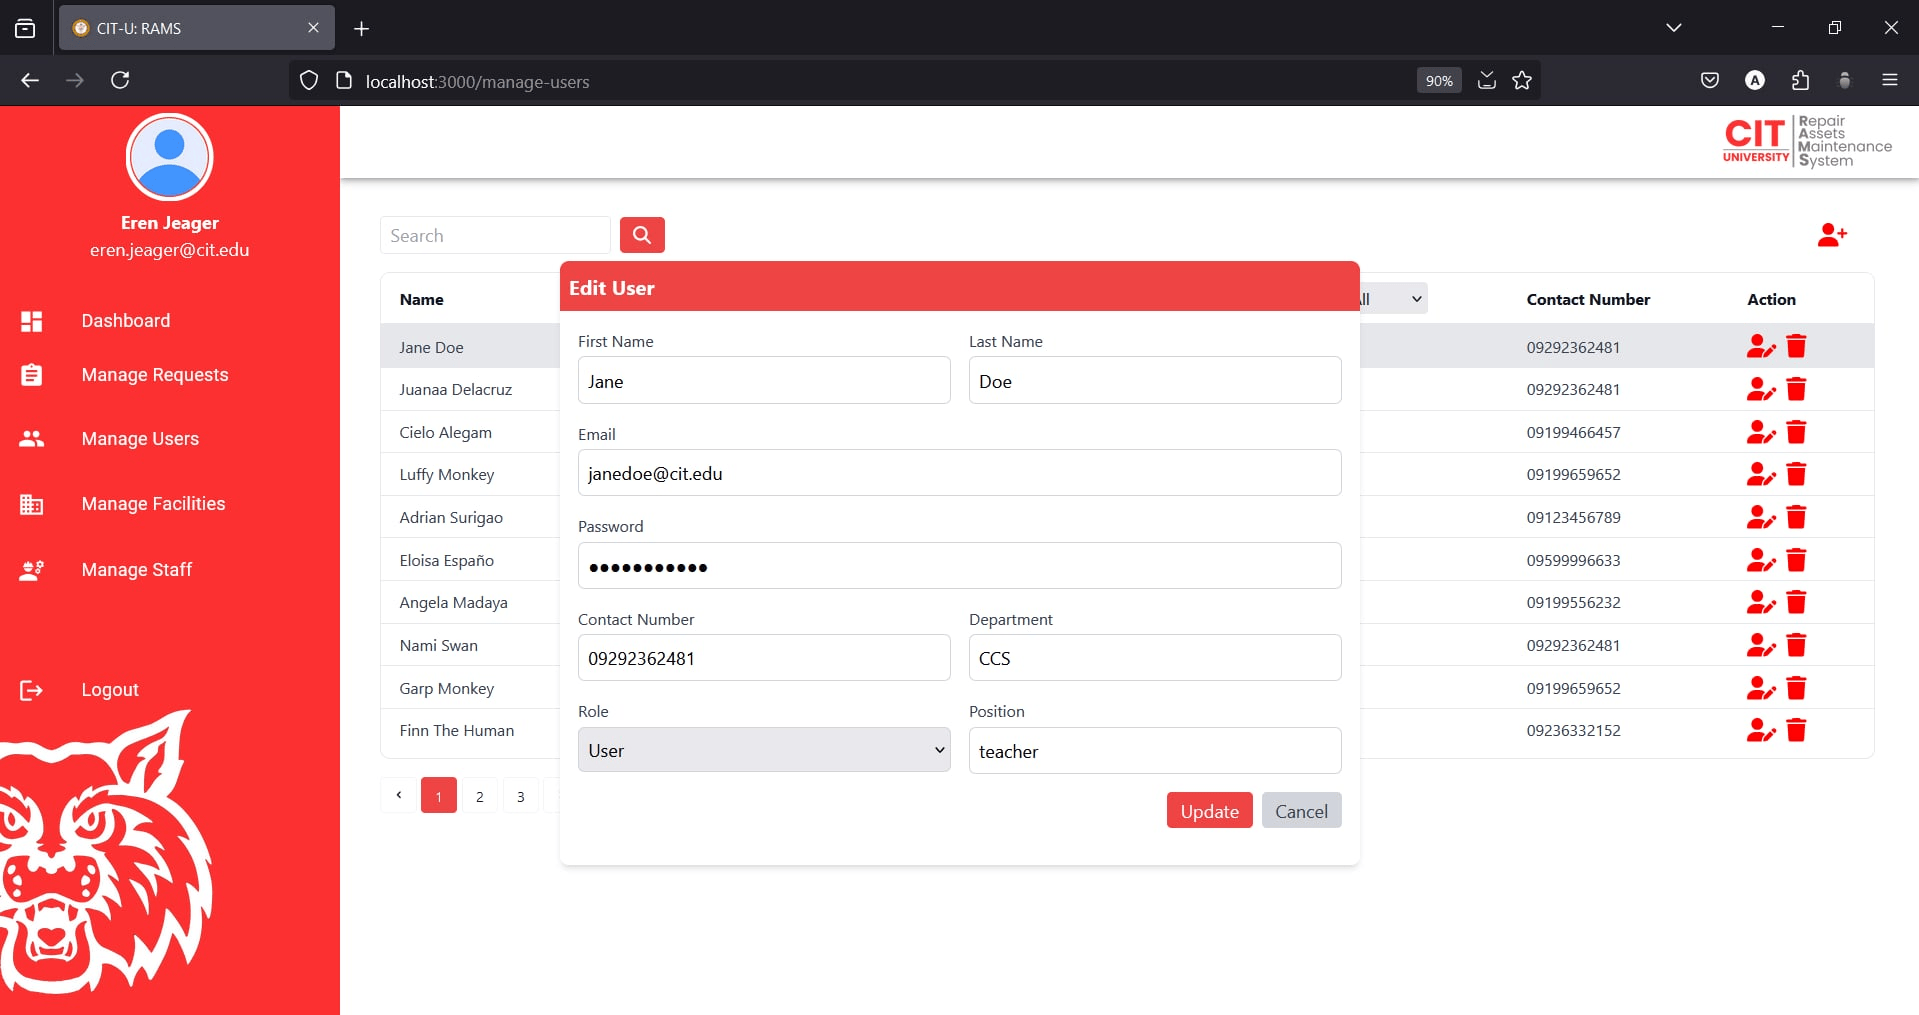 CIT-U: RAMS
localhost:3000/manage-users
90%
A
Eren Jeager
eren.jeager@cit.edu
Dashboard
Manage Requests
Manage Users
Manage Facilities
Manage Staff
Logout
CIT
UNIVERSITY
Repair
Assets
Maintenance
System
Search
Name
Contact Number
Action
Jane Doe
09292362481
Juanaa Delacruz
09292362481
Cielo Alegam
09199466457
Luffy Monkey
09199659652
Adrian Surigao
09123456789
Eloisa Españo
09599996633
Angela Madaya
09199556232
Nami Swan
09292362481
Garp Monkey
09199659652
Finn The Human
09236332152
1 2 3
Edit User
First Name
Last Name
Jane
Doe
Email
janedoe@cit.edu
Password
Contact Number
Department
09292362481
CCS
Role
Position
User
teacher
Update
Cancel